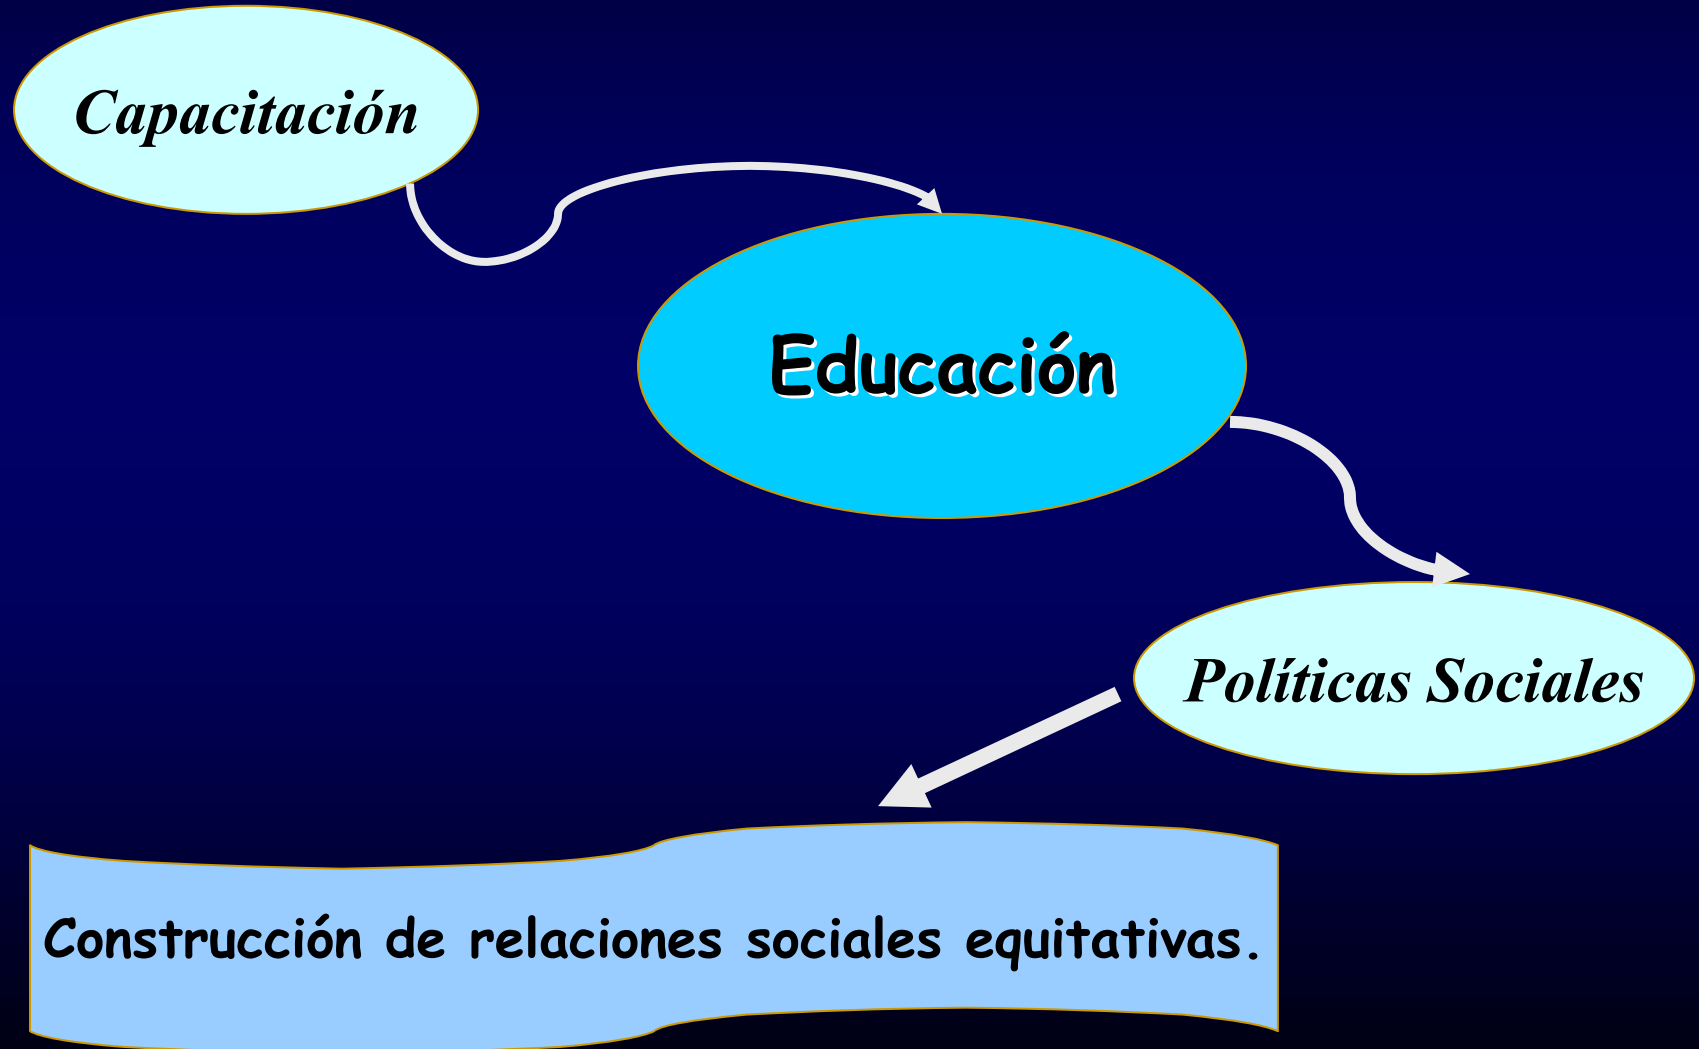 Capacitación
Educación
Políticas Sociales
Construcción de relaciones sociales equitativas.